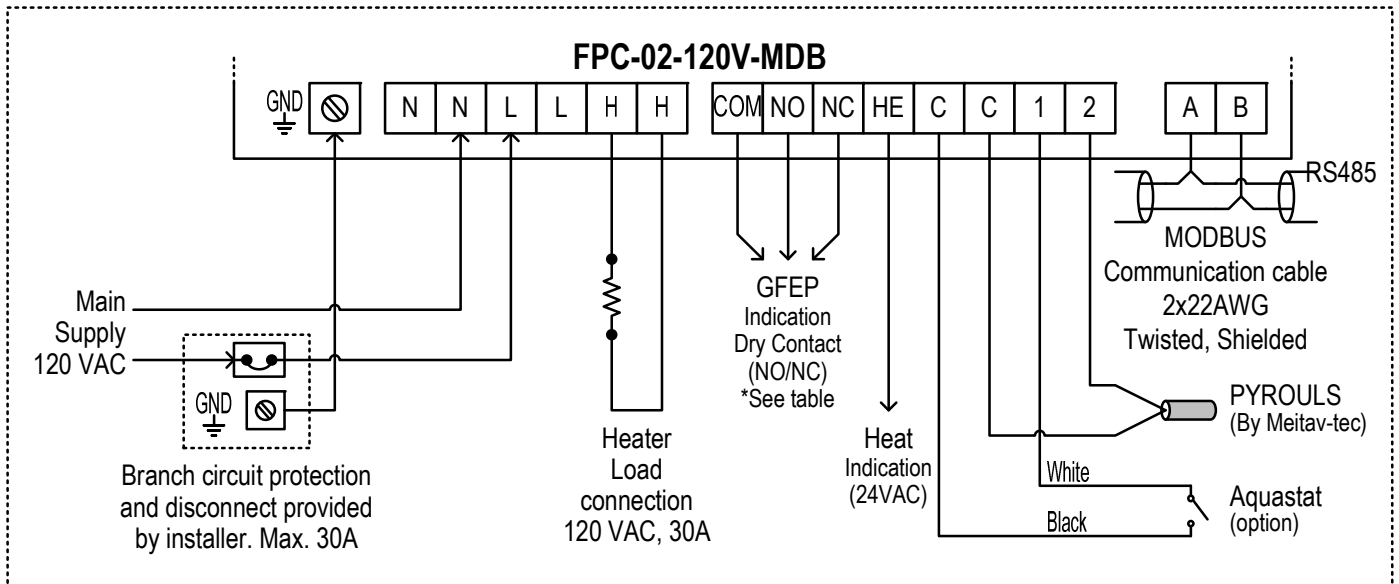 FPC-02-120V-MDB
GND
N N L L H H COM NO NC HE C C 1 2 A B
RS485
MODBUS
Communication cable
2x22AWG
Twisted, Shielded
Main
Supply
120 VAC
GND
Branch circuit protection
and disconnect provided
by installer. Max. 30A
Heater
Load
connection
120 VAC, 30A
GFEP
Indication
Dry Contact
(NO/NC)
*See table
Heat
Indication
(24VAC)
PYROULS
(By Meitav-tec)
White
Black
Aquastat
(option)